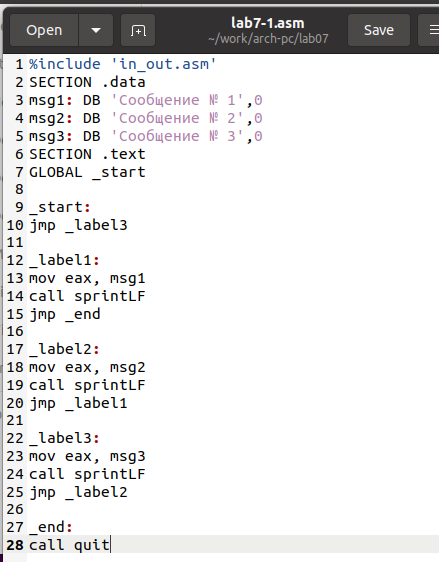 Open
lab7-1.asm
~/work/arch-pc/lab07
Save
1 %include 'in_out.asm'
2 SECTION .data
3 msg1: DB 'Сообщение № 1',0
4 msg2: DB 'Сообщение № 2',0
5 msg3: DB 'Сообщение № 3',0
6 SECTION .text
7 GLOBAL _start
8
9 _start:
10 jmp _label3
11
12 _label1:
13 mov eax, msg1
14 call sprintLF
15 jmp _end
16
17 _label2:
18 mov eax, msg2
19 call sprintLF
20 jmp _label1
21
22 _label3:
23 mov eax, msg3
24 call sprintLF
25 jmp _label2
26
27 _end:
28 call quit